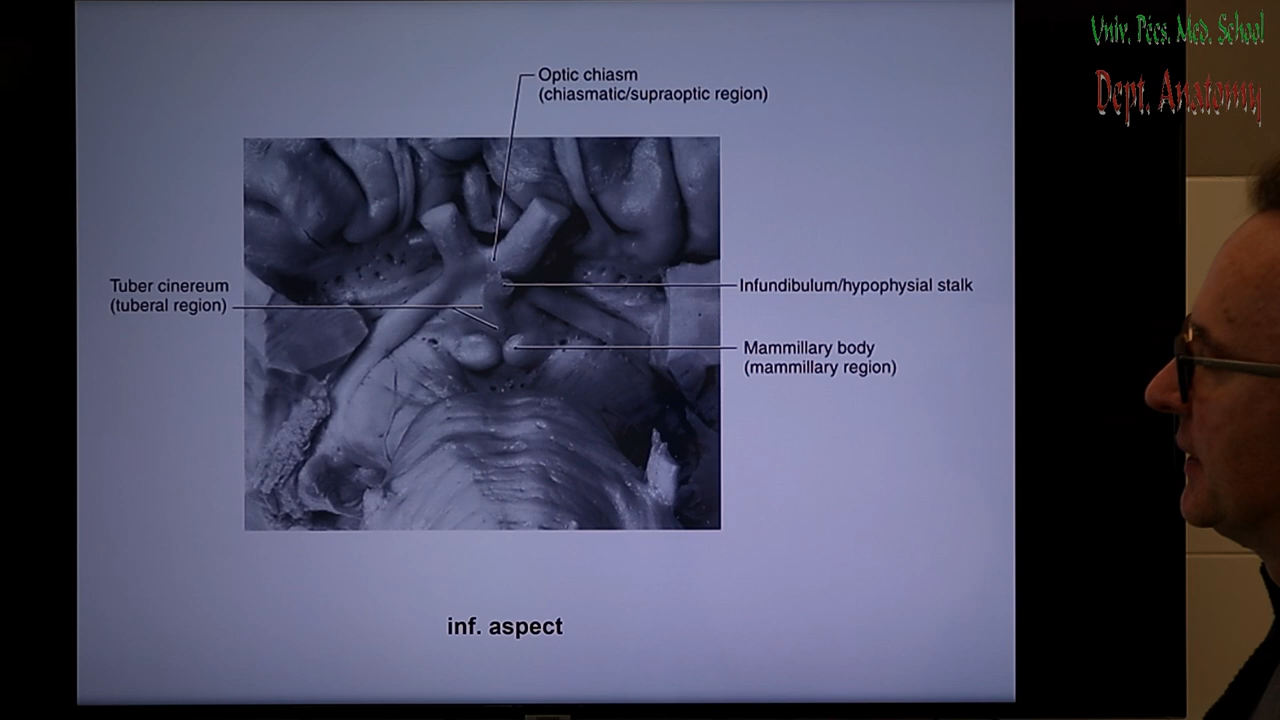 Univ. Pécs. Med. School
Dept. Anatomy
Optic chiasm
(chiasmatic/supraoptic region)
Tuber cinereum
(tuberal region)
Infundibulum/hypophysial stalk
Mammillary body
(mammillary region)
inf. aspect